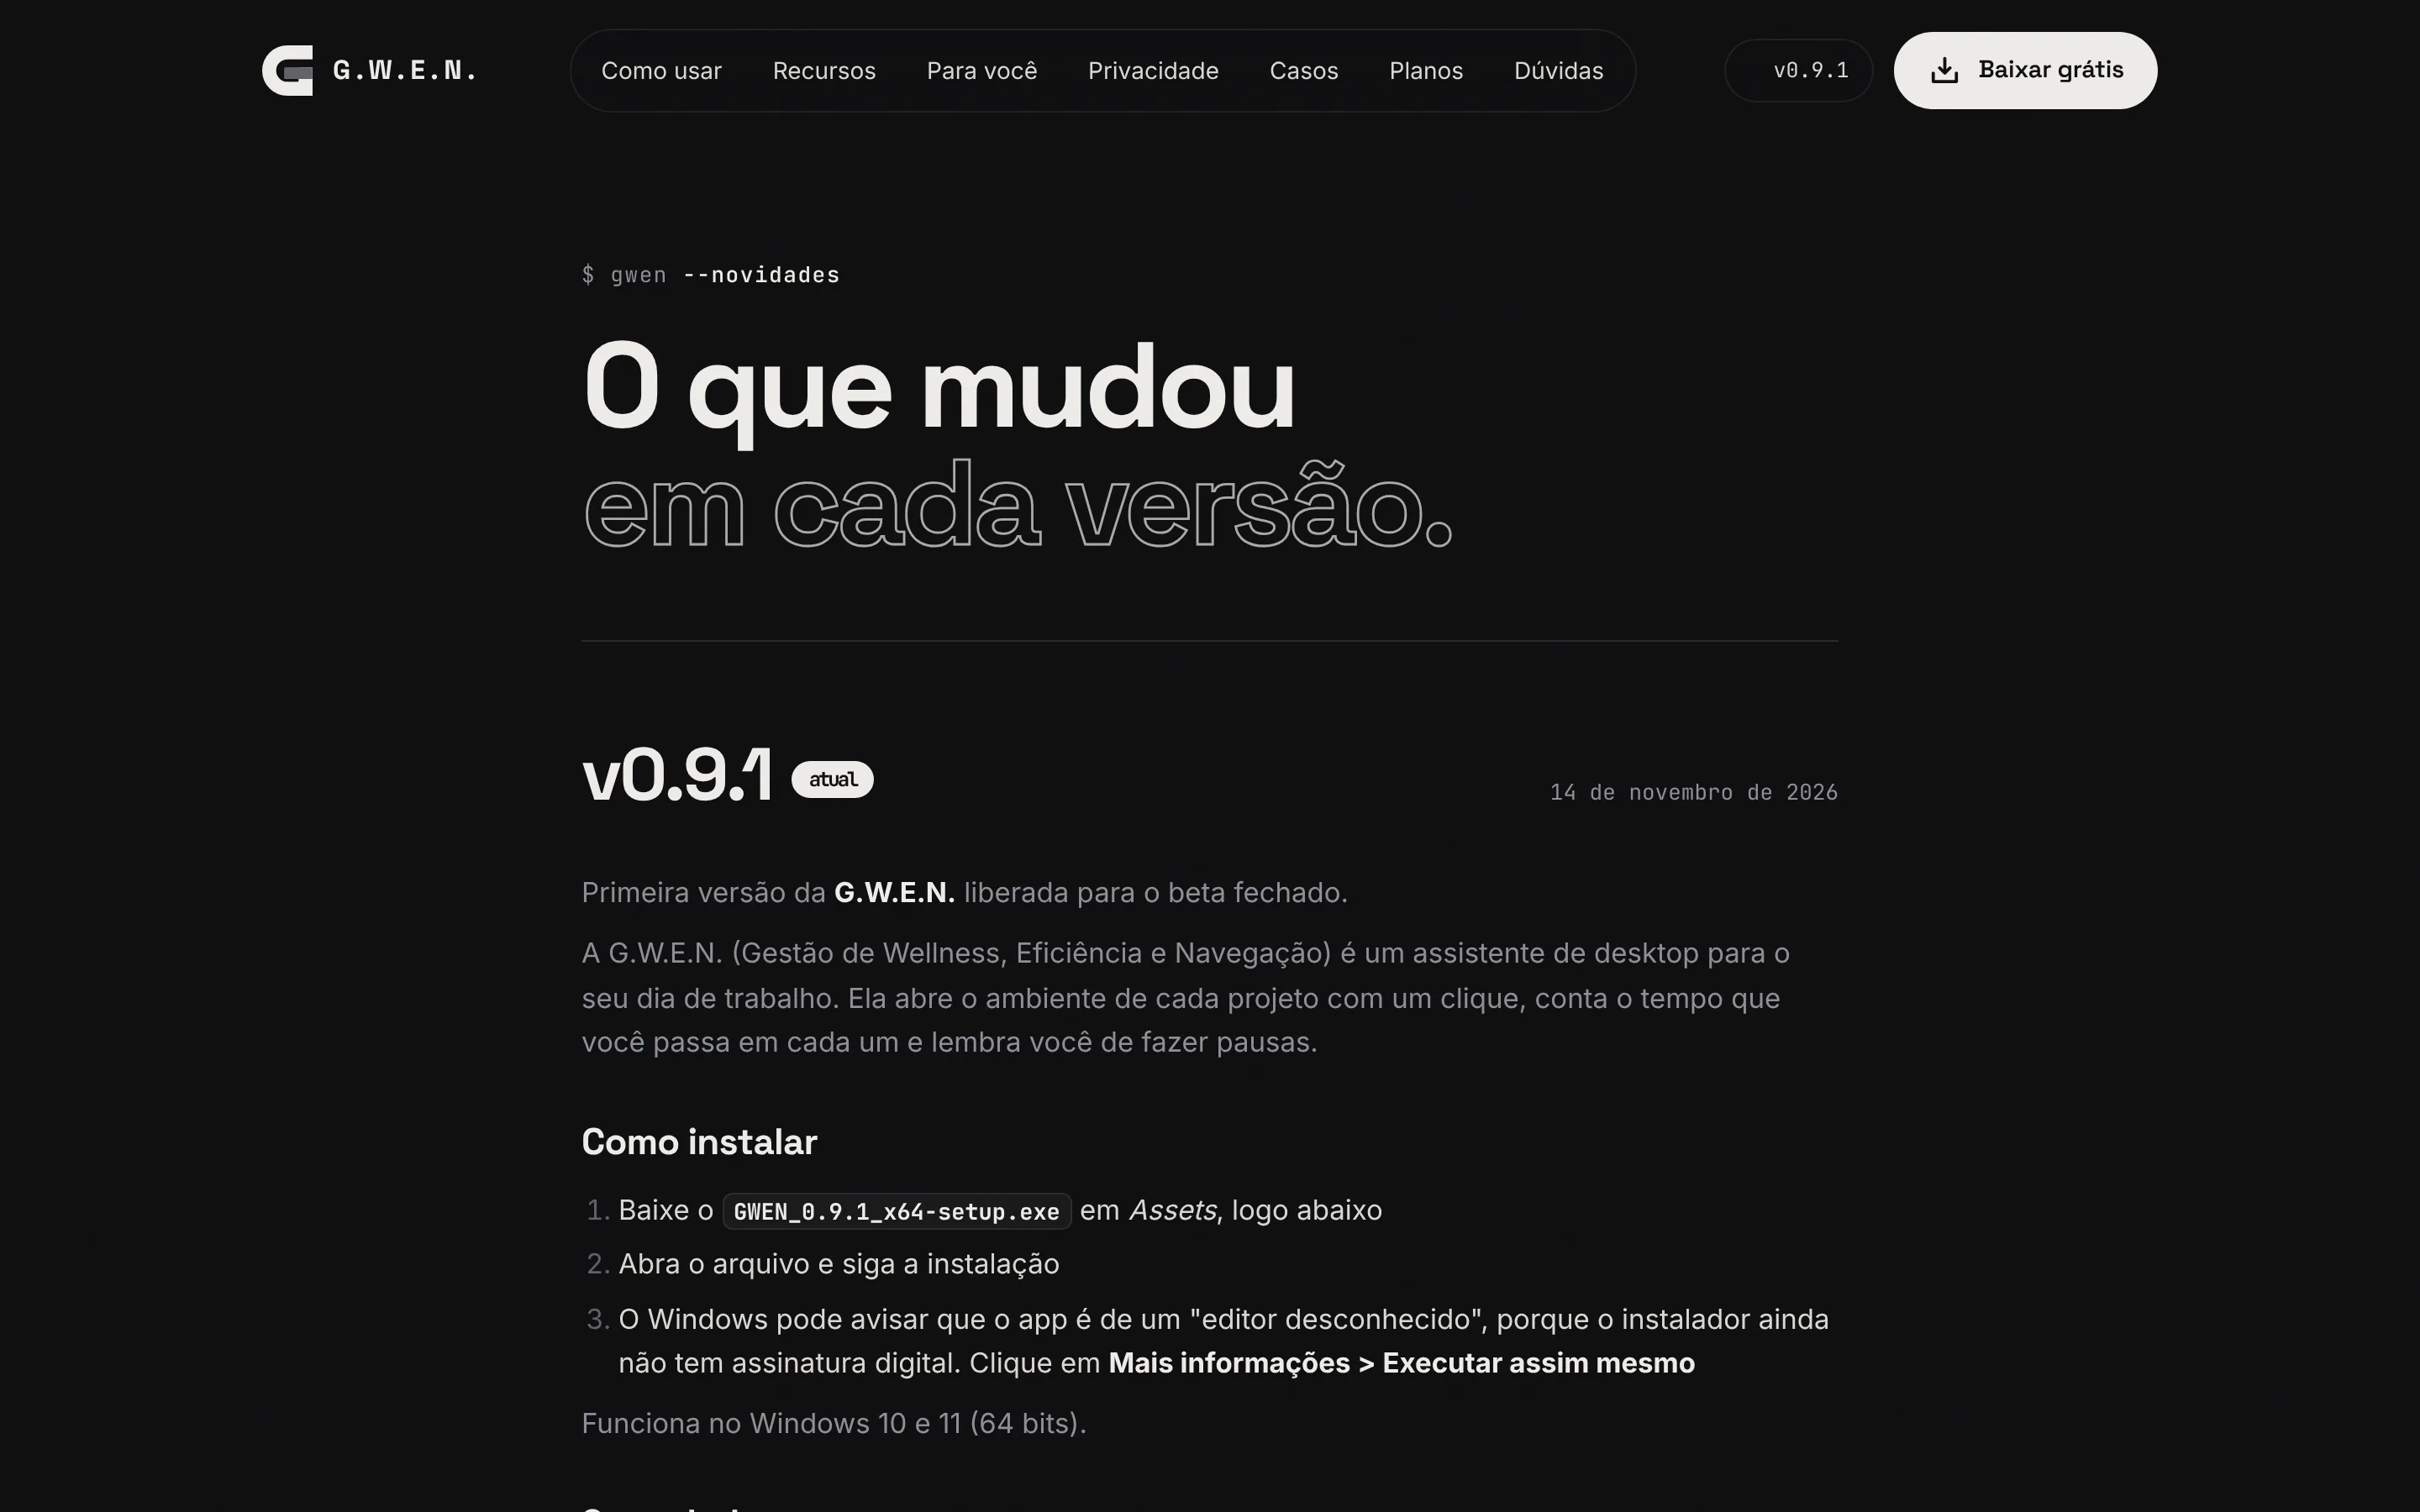 G.W.E.N.
Como usar
Recursos
Para você
Privacidade
Casos
Planos
Dúvidas
v0.9.1
Baixar grátis
$ gwen --novidades
O que mudou
em cada versão.
v0.9.1 atual
14 de novembro de 2026
Primeira versão da G.W.E.N. liberada para o beta fechado.
A G.W.E.N. (Gestão de Wellness, Eficiência e Navegação) é um assistente de desktop para o
seu dia de trabalho. Ela abre o ambiente de cada projeto com um clique, conta o tempo que
você passa em cada um e lembra você de fazer pausas.
Como instalar
1. Baixe o GWEN_0.9.1_x64-setup.exe em Assets, logo abaixo
2. Abra o arquivo e siga a instalação
3. O Windows pode avisar que o app é de um "editor desconhecido", porque o instalador ainda
não tem assinatura digital. Clique em Mais informações > Executar assim mesmo
Funciona no Windows 10 e 11 (64 bits).